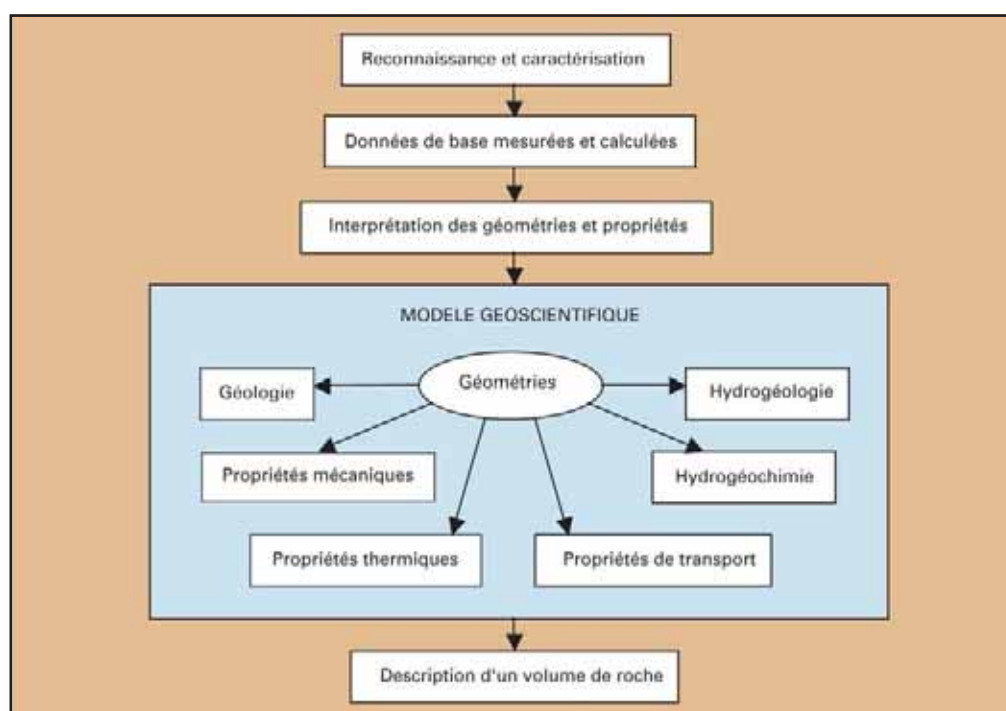 Reconnaissance et caractérisation
Données de base mesurées et calculées
Interprétation des géométries et propriétés
MODELE GEOSCIENTIFIQUE
Géométries
Géologie
Hydrogéologie
Propriétés mécaniques
Hydrogéochimie
Propriétés thermiques
Propriétés de transport
Description d'un volume de roche